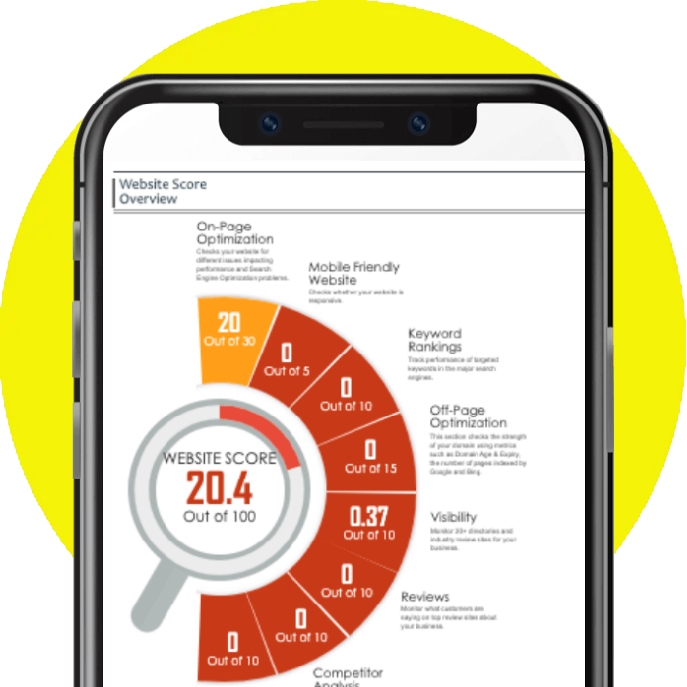 Website Score
Overview
On-Page
Optimization
Checks your website for
different issues impacting
performance and Search
Engine Optimization problems.
Mobile Friendly
Website
Checks whether your website is
responsive.
Keyword
Rankings
Track performance of targeted
keywords in the major search
engines.
Off-Page
Optimization
This section checks the strength
of your domain using metrics
such as Domain Age & Expiry,
the number of pages indexed by
Google and Bing.
Visibility
Monitor 20+ directories and
industry review sites for your
business.
Reviews
Monitor what customers are
saying on top review sites about
your business.
Competitor
Analysis
20
Out of 30
0
Out of 5
0
Out of 10
0
Out of 15
0.37
Out of 10
0
Out of 10
0
Out of 10
0
Out of 10
WEBSITE SCORE
20.4
Out of 100